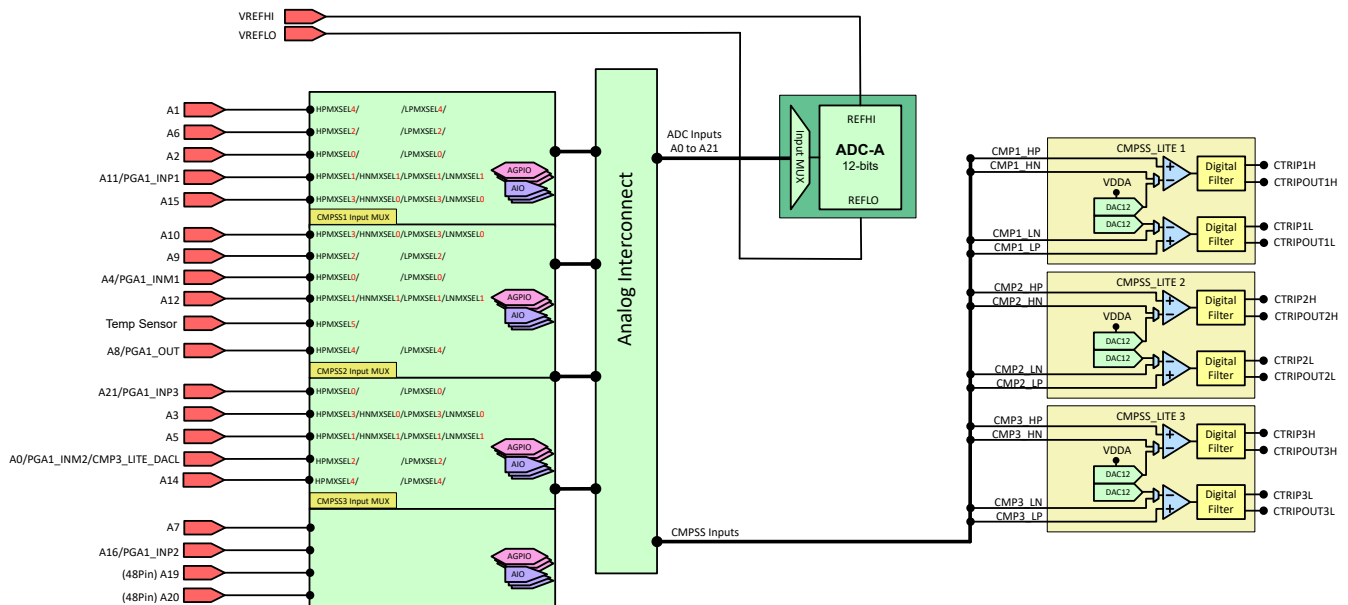 VREFHI
VREFLO
A1
HPMXSEL4/ /LPMXSEL4/
A6
HPMXSEL2/ /LPMXSEL2/
A2
HPMXSEL0/ /LPMXSEL0/
A11/PGA1_INP1
HPMXSEL1/HNMXSEL1/LPMXSEL1/LNMXSEL1
A15
HPMXSEL3/HNMXSEL0/LPMXSEL3/LNMXSEL0
AGPIO
AIO
CMPSS1 Input MUX
A10
HPMXSEL3/HNMXSEL0/LPMXSEL3/LNMXSEL0
A9
HPMXSEL2/ /LPMXSEL2/
A4/PGA1_INM1
HPMXSEL0/ /LPMXSEL0/
A12
HPMXSEL1/HNMXSEL1/LPMXSEL1/LNMXSEL1
Temp Sensor
HPMXSEL5/
A8/PGA1_OUT
HPMXSEL4/ /LPMXSEL4/
AGPIO
AIO
CMPSS2 Input MUX
A21/PGA1_INP3
HPMXSEL0/ /LPMXSEL0/
A3
HPMXSEL3/HNMXSEL0/LPMXSEL3/LNMXSEL0
A5
HPMXSEL1/HNMXSEL1/LPMXSEL1/LNMXSEL1
A0/PGA1_INM2/CMP3_LITE_DACL
HPMXSEL2/ /LPMXSEL2/
A14
HPMXSEL4/ /LPMXSEL4/
AGPIO
AIO
CMPSS3 Input MUX
A7
A16/PGA1_INP2
(48Pin) A19
(48Pin) A20
AGPIO
AIO
Analog Interconnect
ADC Inputs
A0 to A21
Input MUX
REFHI
ADC-A
12-bits
REFLO
CMPSS Inputs
CMPSS_LITE 1
CMP1_HP
CMP1_HN
VDDA
DAC12
DAC12
CMP1_LN
CMP1_LP
Digital
Filter
CTRIP1H
CTRIPOUT1H
Digital
Filter
CTRIP1L
CTRIPOUT1L
CMPSS_LITE 2
CMP2_HP
CMP2_HN
VDDA
DAC12
DAC12
CMP2_LN
CMP2_LP
Digital
Filter
CTRIP2H
CTRIPOUT2H
Digital
Filter
CTRIP2L
CTRIPOUT2L
CMPSS_LITE 3
CMP3_HP
CMP3_HN
VDDA
DAC12
DAC12
CMP3_LN
CMP3_LP
Digital
Filter
CTRIP3H
CTRIPOUT3H
Digital
Filter
CTRIP3L
CTRIPOUT3L